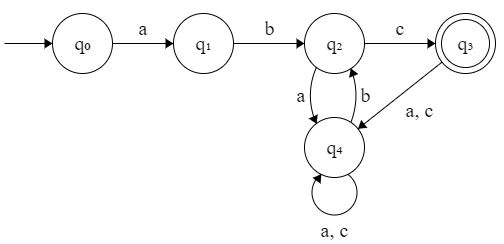 a b c
q₀ q₁ q₂ q₃
a b
a, c
q₄
a, c